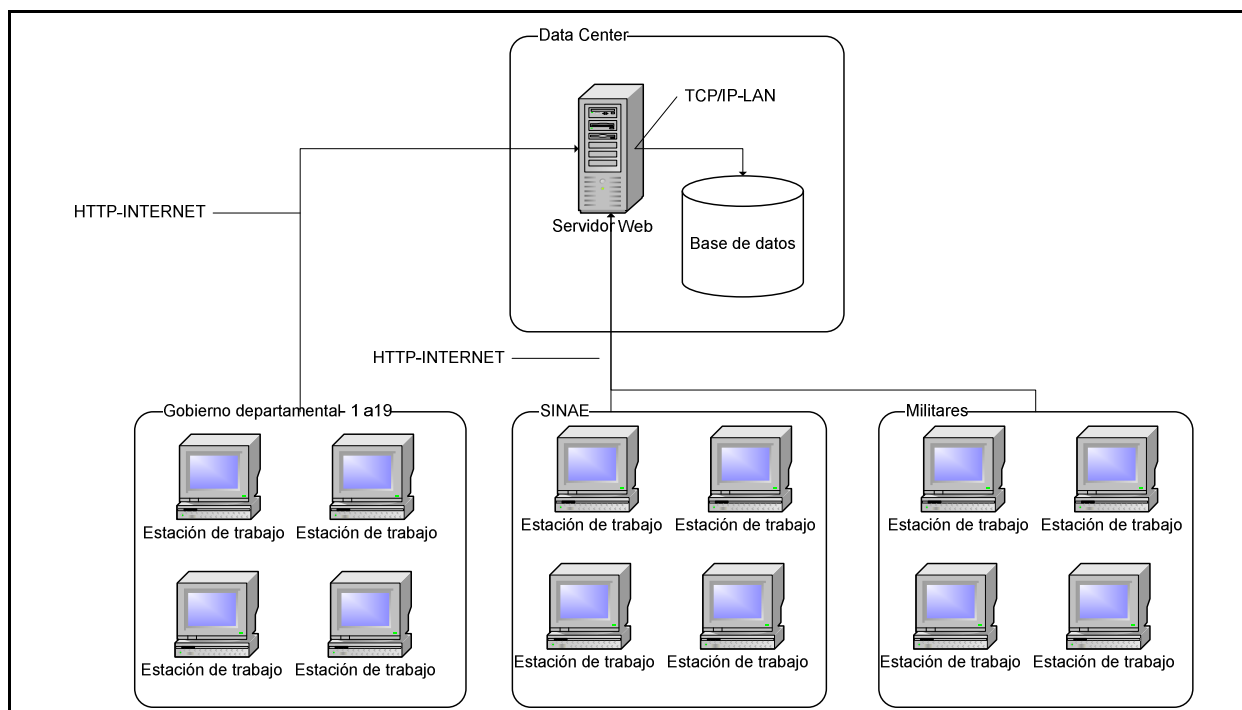 Data Center
TCP/IP-LAN
HTTP-INTERNET
Servidor Web
Base de datos
HTTP-INTERNET
Gobierno departamental- 1 a19
SINAE
Militares
Estación de trabajo
Estación de trabajo
Estación de trabajo
Estación de trabajo
Estación de trabajo
Estación de trabajo
Estación de trabajo
Estación de trabajo
Estación de trabajo
Estación de trabajo
Estación de trabajo
Estación de trabajo